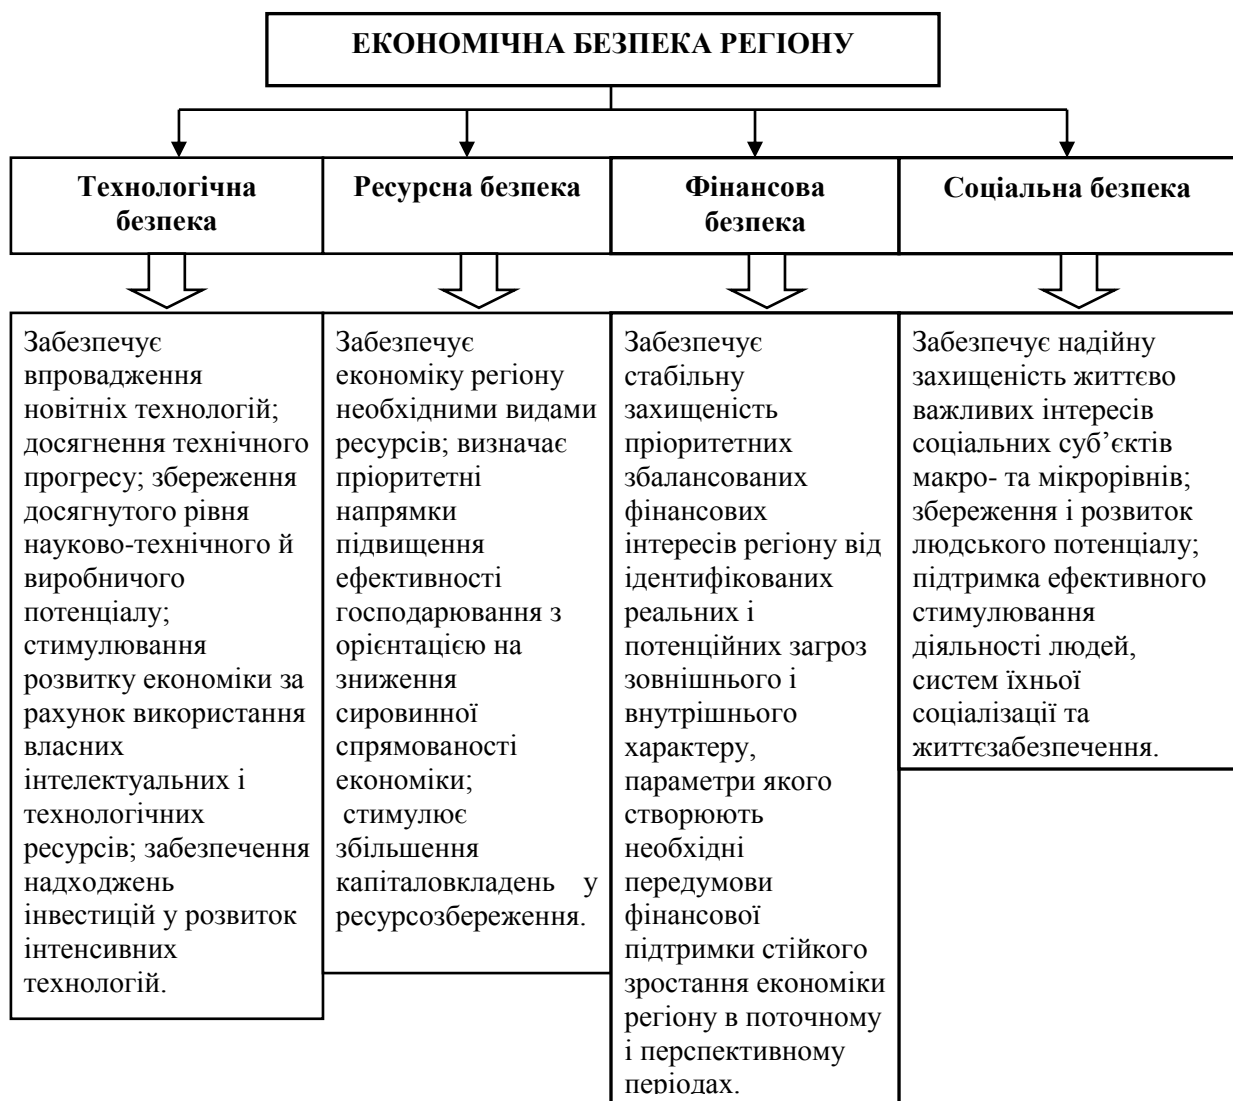 ЕКОНОМІЧНА БЕЗПЕКА РЕГІОНУ
Технологічна
безпека
Ресурсна безпека
Фінансова
безпека
Соціальна безпека
Забезпечує
впровадження
новітніх технологій;
досягнення технічного
прогресу; збереження
досягнутого рівня
науково-технічного й
виробничого
потенціалу;
стимулювання
розвитку економіки за
рахунок використання
власних
інтелектуальних і
технологічних
ресурсів; забезпечення
надходжень
інвестицій у розвиток
інтенсивних
технологій.
Забезпечує
економіку регіону
необхідними видами
ресурсів; визначає
пріоритетні
напрямки
підвищення
ефективності
господарювання з
орієнтацією на
зниження
сировинної
спрямованості
економіки;
стимулює
збільшення
капіталовкладень у
ресурсозбереження.
Забезпечує
стабільну
захищеність
пріоритетних
збалансованих
фінансових
інтересів регіону від
ідентифікованих
реальних і
потенційних загроз
зовнішнього і
внутрішнього
характеру,
параметри якого
створюють
необхідні
передумови
фінансової
підтримки стійкого
зростання економіки
регіону в поточному
і перспективному
періодах.
Забезпечує надійну
захищеність життєво
важливих інтересів
соціальних суб’єктів
макро- та мікрорівнів;
збереження і розвиток
людського потенціалу;
підтримка ефективного
стимулювання
діяльності людей,
систем їхньої
соціалізації та
життєзабезпечення.